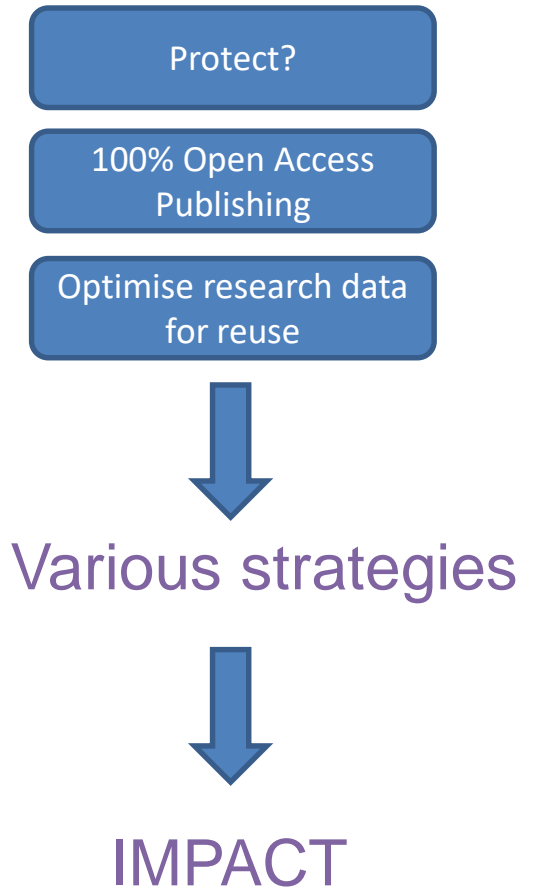 Protect?
100% Open Access
Publishing
Optimise research data
for reuse
Various strategies
IMPACT